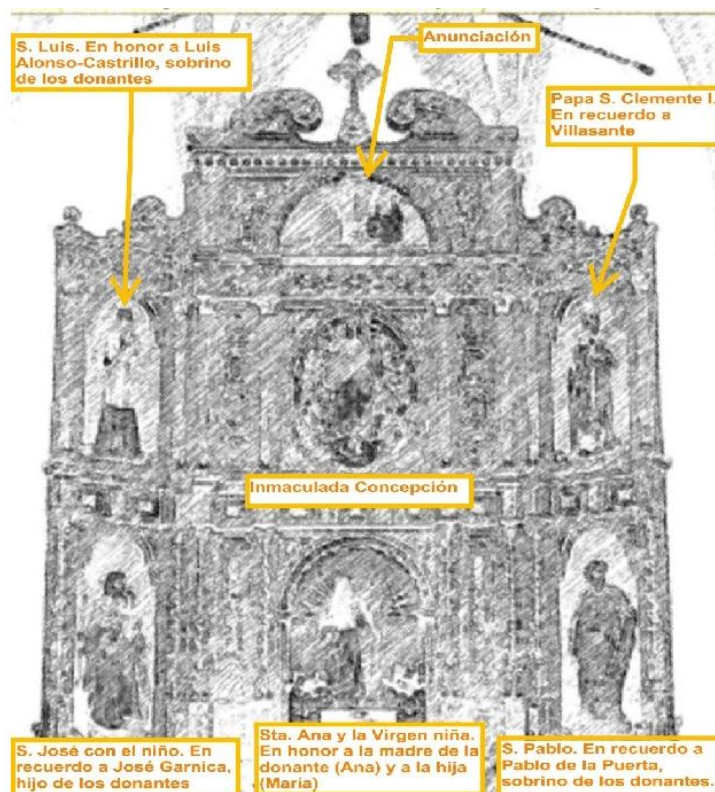 Anunciación
S. Luis. En honor a Luis
Alonso-Castrillo, sobrino
de los donantes
Papa S. Clemente I.
En recuerdo a
Villasante
Inmaculada Concepción
S. José con el niño. En
recuerdo a José Garnica,
hijo de los donantes
Sta. Ana y la Virgen niña.
En honor a la madre de la
donante (Ana) y a la hija
(María)
S. Pablo. En recuerdo a
Pablo de la Puerta,
sobrino de los donantes.